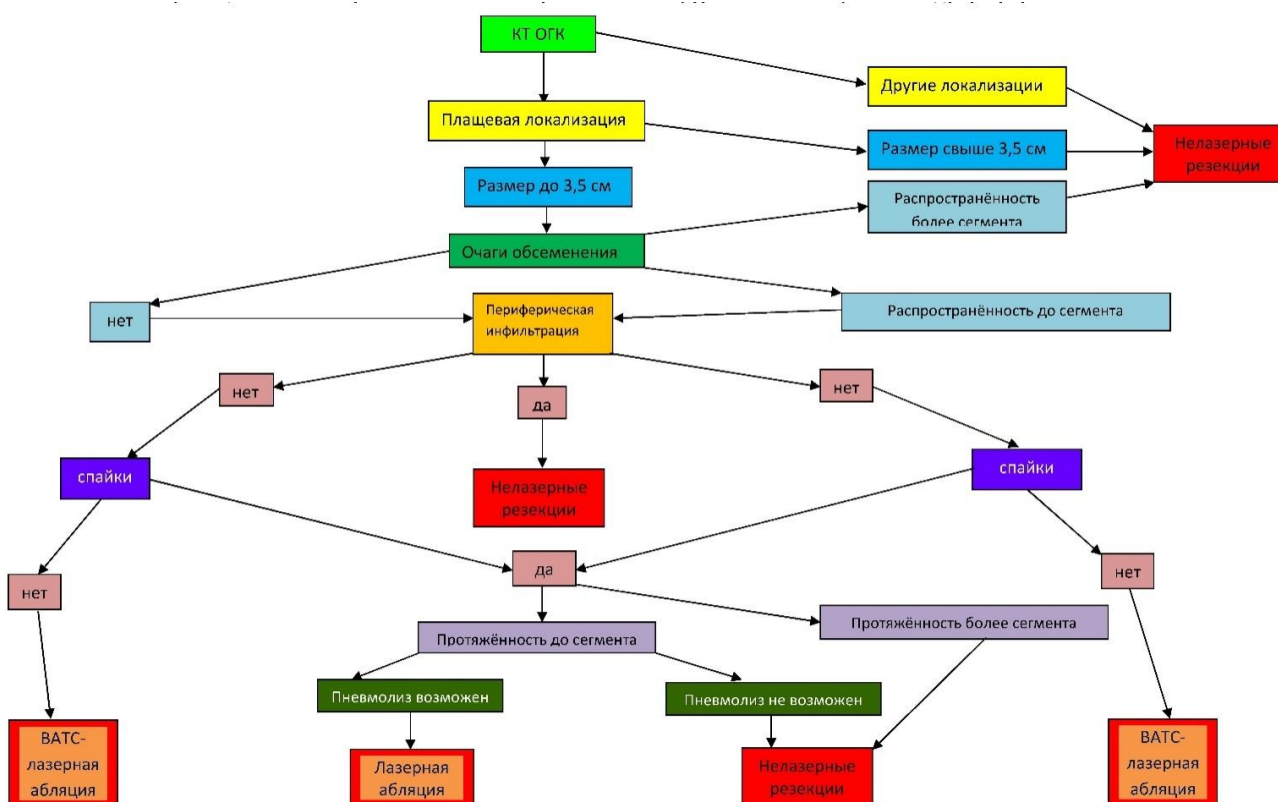 КТ ОГК
Другие локализации
Плащевая локализация
Размер свыше 3,5 см
Нелазерные
резекции
Размер до 3,5 см
Распространённость
более сегмента
Очаги обсеменения
нет
Периферическая
инфильтрация
Распространённость до сегмента
нет
да
нет
спайки
Нелазерные
резекции
спайки
нет
да
нет
Протяжённость до сегмента
Протяжённость более сегмента
Пневмолиз возможен
Пневмолиз не возможен
ВАТС-
лазерная
абляция
Лазерная
абляция
Нелазерные
резекции
ВАТС-
лазерная
абляция